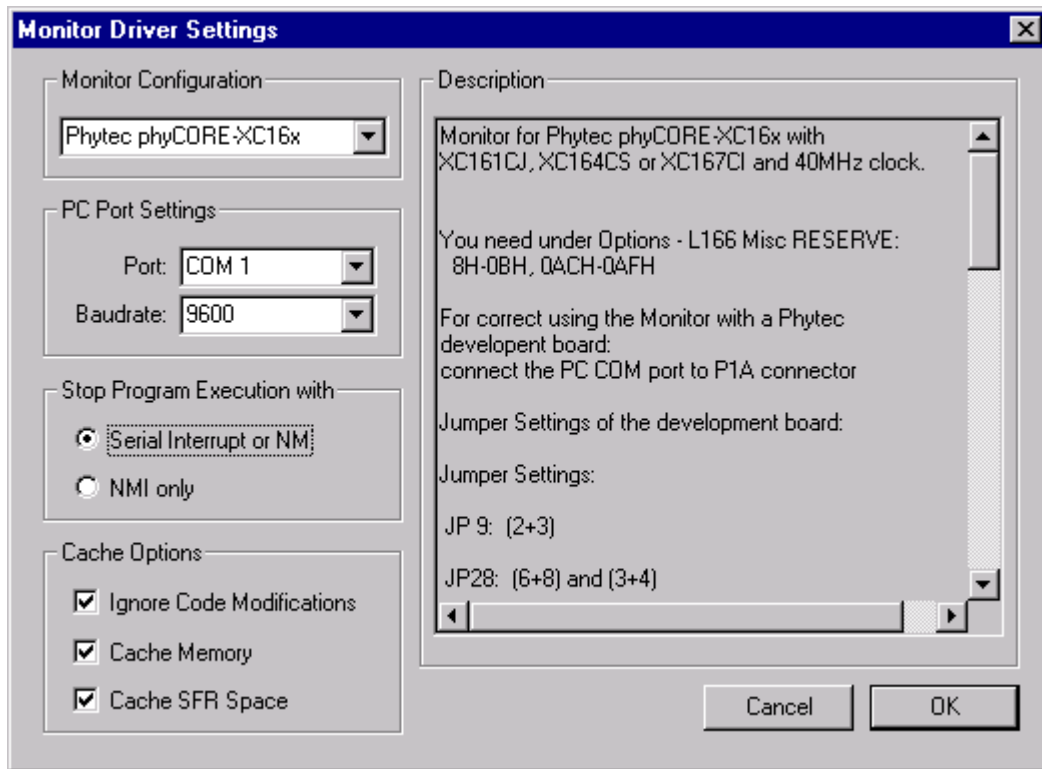 Monitor Driver Settings
Monitor Configuration
Phytec phyCORE-XC16x
PC Port Settings
Port: COM 1
Baudrate: 9600
Stop Program Execution with
Serial Interrupt or NM
NMI only
Cache Options
Ignore Code Modifications
Cache Memory
Cache SFR Space
Description
Monitor for Phytec phyCORE-XC16x with
XC161CJ, XC164CS or XC167CI and 40MHz clock.
You need under Options - L166 Misc RESERVE:
8H-0BH, 0ACH-0AFH
For correct using the Monitor with a Phytec
developent board:
connect the PC COM port to P1A connector
Jumper Settings of the development board:
Jumper Settings:
JP 9: (2+3)
JP28: (6+8) and (3+4)
Cancel
OK